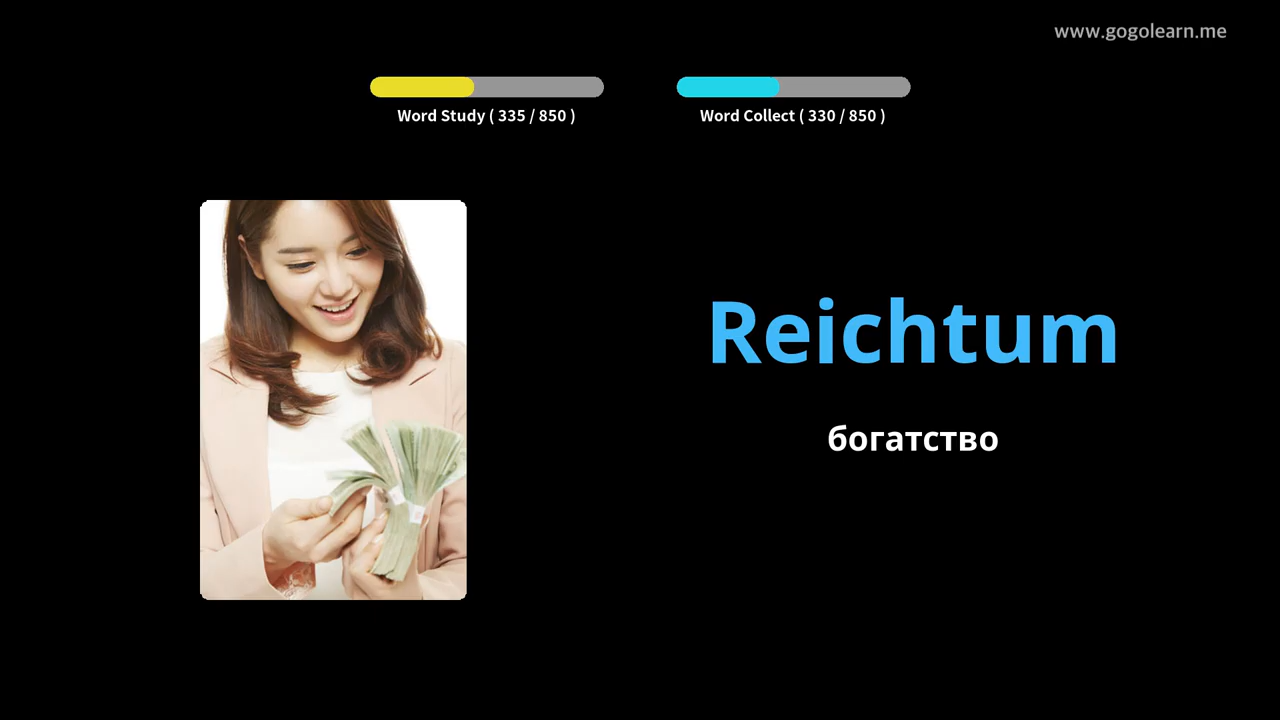 www.gogolearn.me
Word Study ( 335 / 850 )
Word Collect ( 330 / 850 )
Reichtum
богатство